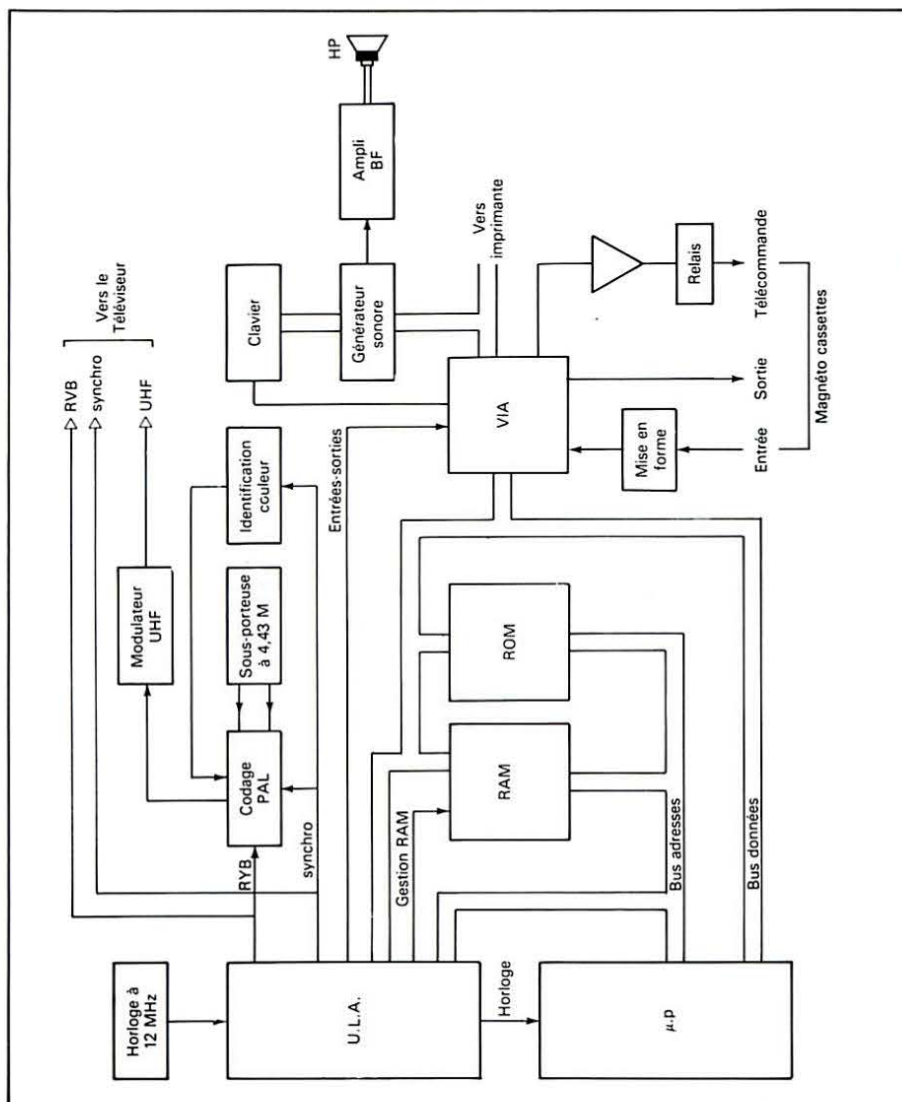 Horloge à
12 MHz
U.L.A.
Horloge
μ.p
RYB
synchro
Codage
PAL
Sous-porteuse
à 4,43 M
Identification
couleur
Modulateur
UHF
RVB
synchro
UHF
Vers le
Téléviseur
Entrées-sorties
Gestion RAM
RAM
ROM
Bus adresses
Bus données
Clavier
Générateur
sonore
Ampli
BF
HP
Vers
imprimante
VIA
Mise en
forme
Relais
Entrée
Sortie
Télécommande
Magnéto cassettes